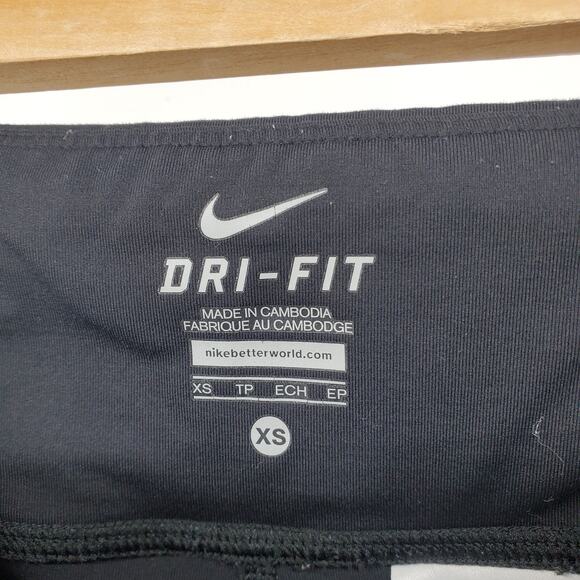 DRI-FIT
MADE IN CAMBODIA
FABRIQUE AU CAMBODGE
nikebetterworld.com
XS TP ECH EP
XS